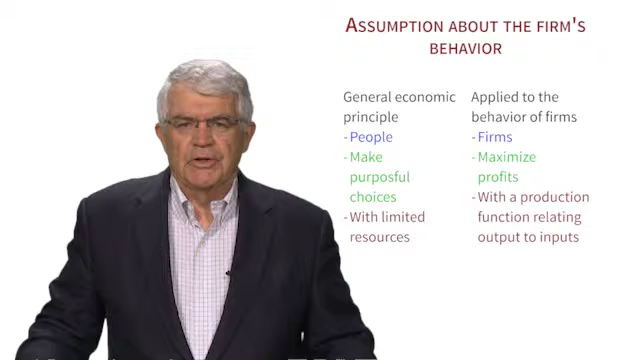 Assumption about the firm's
behavior
General economic
principle
- People
- Make
purposful
choices
- With limited
resources
Applied to the
behavior of firms
- Firms
- Maximize
profits
- With a production
function relating
output to inputs